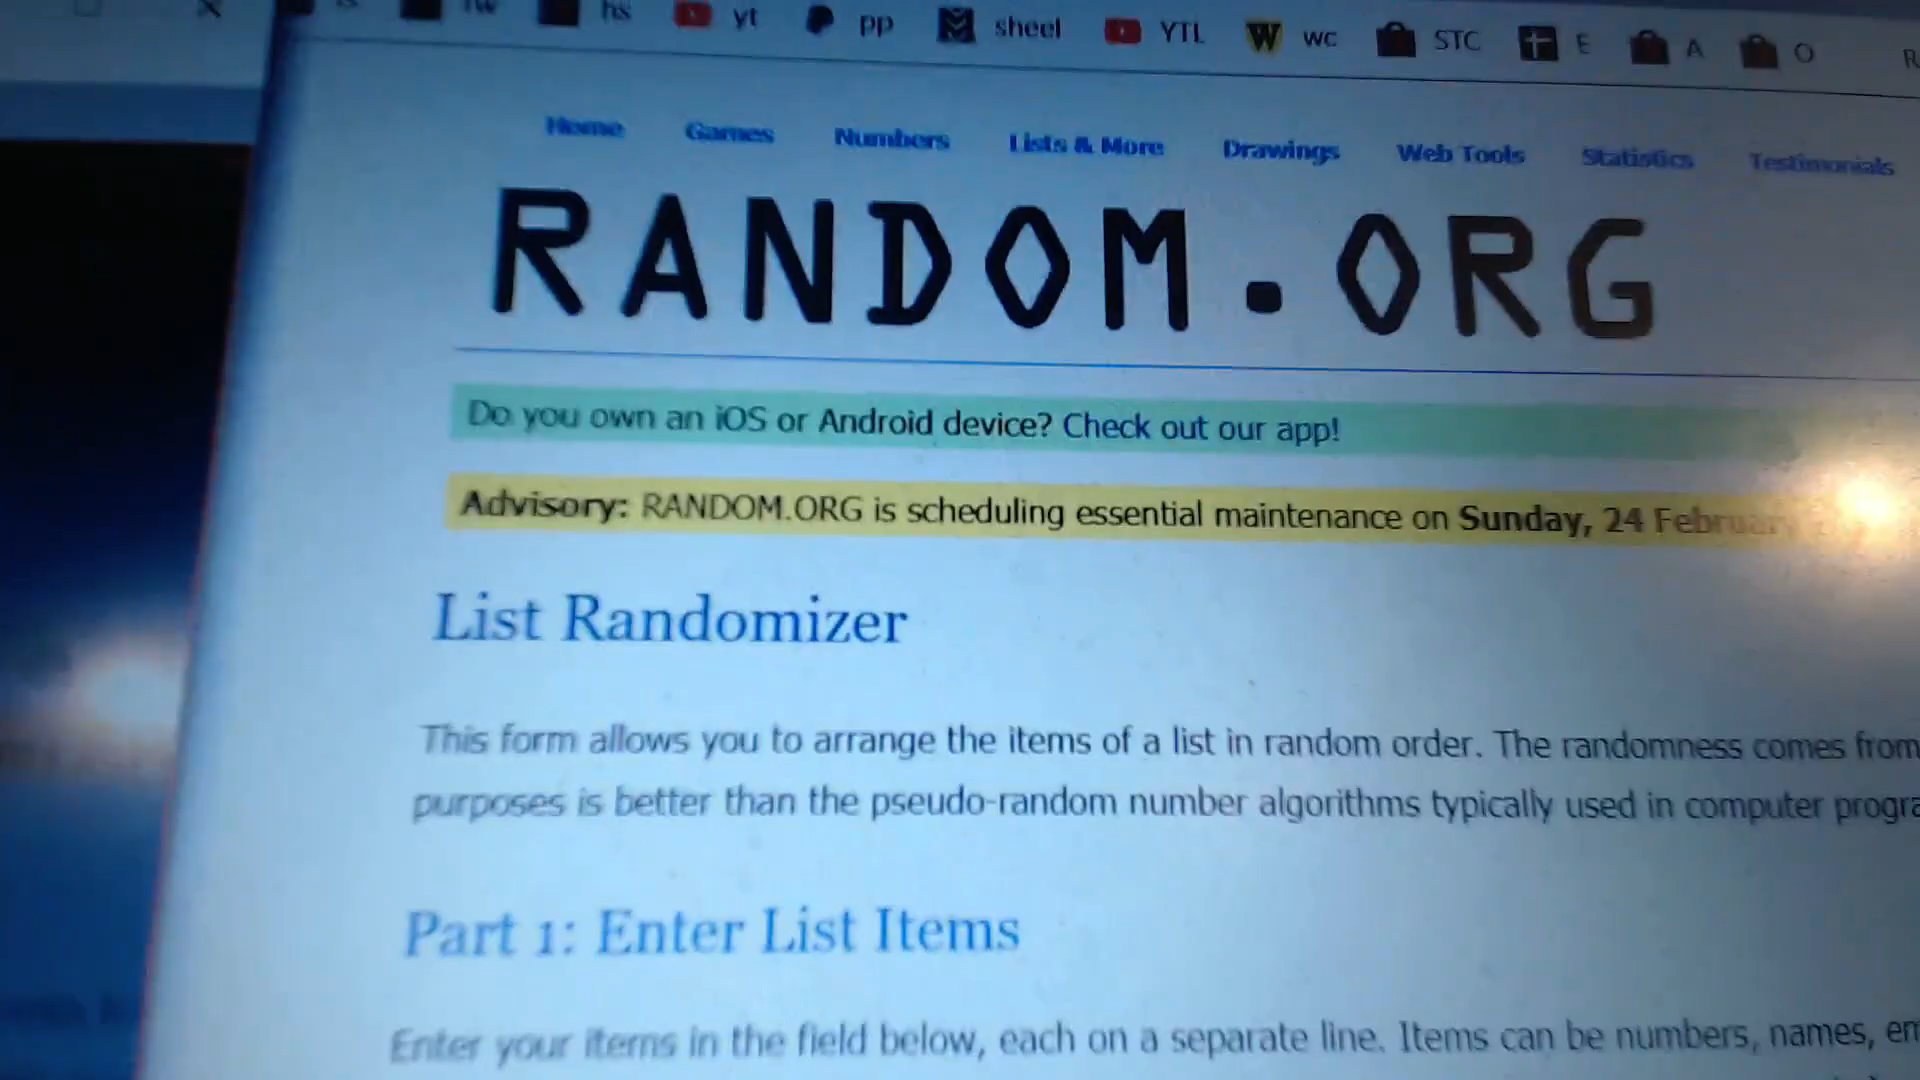 hs yt pp sheel YTL wc STC E A O
Home Games Numbers Lists & More Drawings Web Tools Statistics Testimonials
RANDOM.ORG
Do you own an iOS or Android device? Check out our app!
Advisory: RANDOM.ORG is scheduling essential maintenance on Sunday, 24 February
List Randomizer
This form allows you to arrange the items of a list in random order. The randomness comes from
purposes is better than the pseudo-random number algorithms typically used in computer progra
Part 1: Enter List Items
Enter your items in the field below, each on a separate line. Items can be numbers, names, em